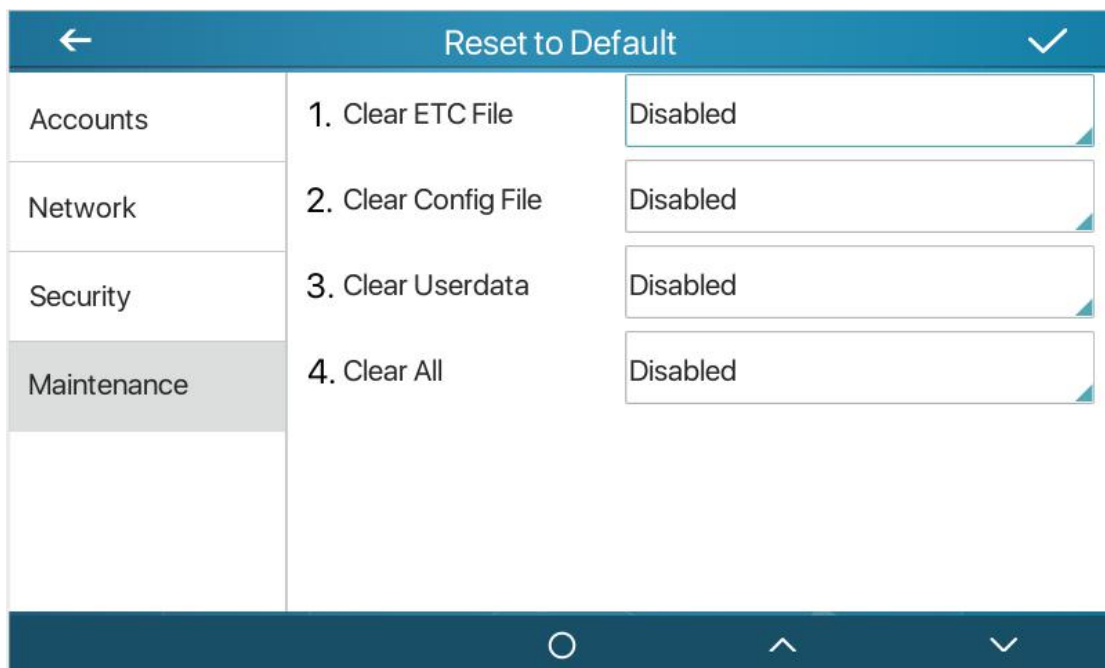 Reset to Default
Accounts
1. Clear ETC File Disabled
Network
2. Clear Config File Disabled
Security
3. Clear Userdata Disabled
Maintenance
4. Clear All Disabled